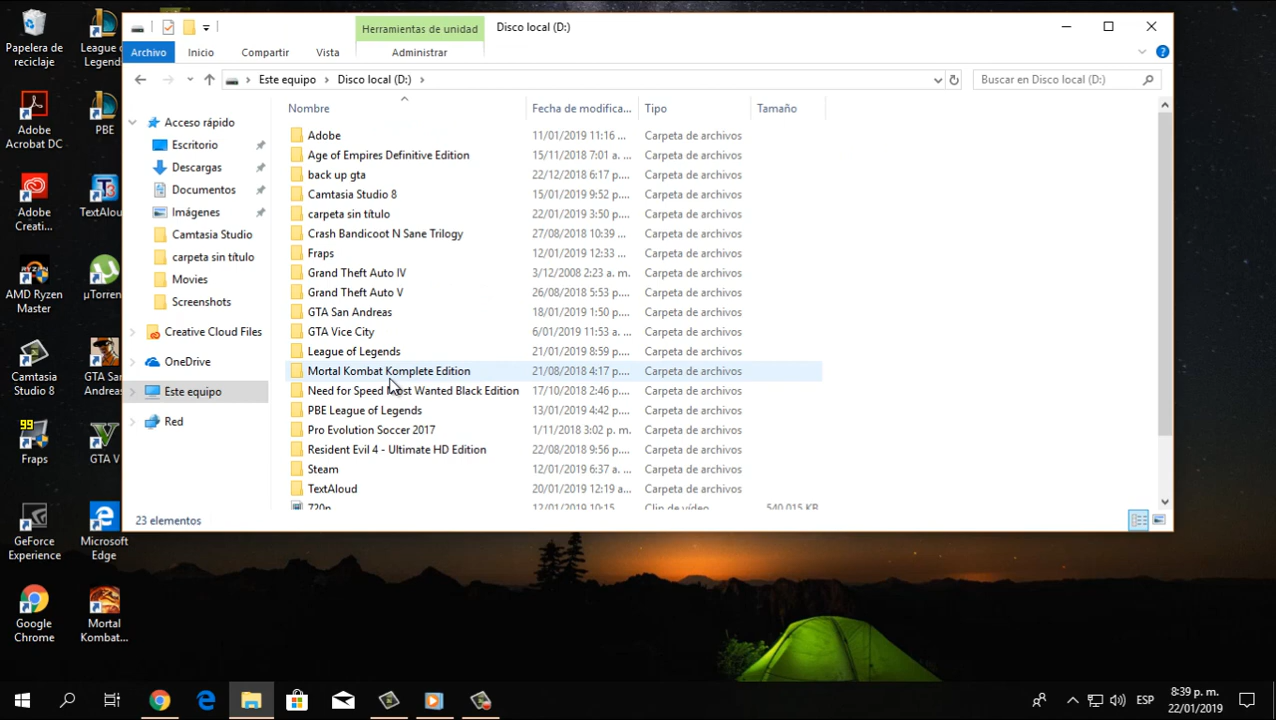 Herramientas de unidad
Disco local (D:)
Archivo
Inicio
Compartir
Vista
Administrar
Este equipo
Disco local (D:)
Buscar en Disco local (D:)
Nombre
Fecha de modifica...
Tipo
Tamaño
Acceso rápido
Escritorio
Descargas
Documentos
Imágenes
Camtasia Studio
carpeta sin título
Movies
Screenshots
Creative Cloud Files
OneDrive
Este equipo
Red
Adobe 11/01/2019 11:16 ... Carpeta de archivos
Age of Empires Definitive Edition 15/11/2018 7:01 a. ... Carpeta de archivos
back up gta 22/12/2018 6:17 p.... Carpeta de archivos
Camtasia Studio 8 15/01/2019 9:52 p.... Carpeta de archivos
carpeta sin título 22/01/2019 3:50 p.... Carpeta de archivos
Crash Bandicoot N Sane Trilogy 27/08/2018 10:39 ... Carpeta de archivos
Fraps 12/01/2019 12:33 ... Carpeta de archivos
Grand Theft Auto IV 3/12/2008 2:23 a. m. Carpeta de archivos
Grand Theft Auto V 26/08/2018 5:53 p.... Carpeta de archivos
GTA San Andreas 18/01/2019 1:50 p.... Carpeta de archivos
GTA Vice City 6/01/2019 11:53 a.... Carpeta de archivos
League of Legends 21/01/2019 8:59 p.... Carpeta de archivos
Mortal Kombat Komplete Edition 21/08/2018 4:17 p.... Carpeta de archivos
Need for Speed Most Wanted Black Edition 17/10/2018 2:46 p.... Carpeta de archivos
PBE League of Legends 13/01/2019 4:42 p.... Carpeta de archivos
Pro Evolution Soccer 2017 1/11/2018 3:02 p. m. Carpeta de archivos
Resident Evil 4 - Ultimate HD Edition 22/08/2018 9:56 p.... Carpeta de archivos
Steam 12/01/2019 6:37 a. ... Carpeta de archivos
TextAloud 20/01/2019 12:19 a... Carpeta de archivos
720p 12/01/2019 10:15 Clip de vídeo 540.015 KB
23 elementos
Papelera de
reciclaje
League
Legend
Adobe
Acrobat DC
PBE
Adobe
Creati...
TextAlou
AMD Ryzen
Master
µTorren
Camtasia
Studio 8
GTA San
Andreas
99
Fraps
GTA V
GeForce
Experience
Microsoft
Edge
Google
Chrome
Mortal
Kombat...
ESP
8:39 p. m.
22/01/2019